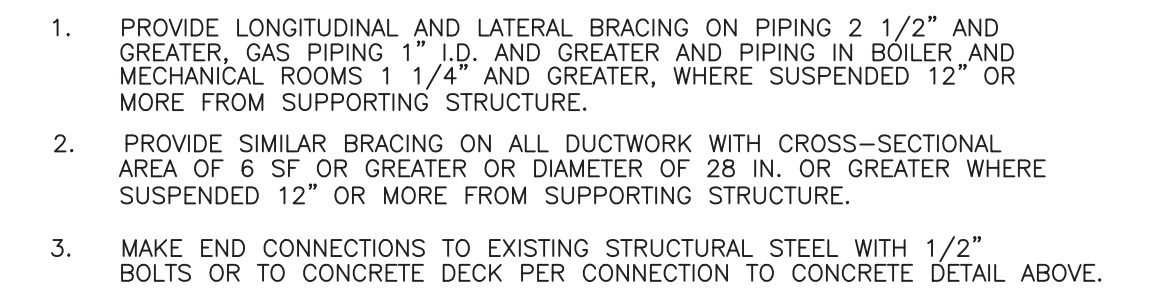 1. PROVIDE LONGITUDINAL AND LATERAL BRACING ON PIPING 2 1/2” AND
GREATER, GAS PIPING 1” I.D. AND GREATER AND PIPING IN BOILER AND
MECHANICAL ROOMS 1 1/4” AND GREATER, WHERE SUSPENDED 12” OR
MORE FROM SUPPORTING STRUCTURE.
2. PROVIDE SIMILAR BRACING ON ALL DUCTWORK WITH CROSS–SECTIONAL
AREA OF 6 SF OR GREATER OR DIAMETER OF 28 IN. OR GREATER WHERE
SUSPENDED 12” OR MORE FROM SUPPORTING STRUCTURE.
3. MAKE END CONNECTIONS TO EXISTING STRUCTURAL STEEL WITH 1/2”
BOLTS OR TO CONCRETE DECK PER CONNECTION TO CONCRETE DETAIL ABOVE.